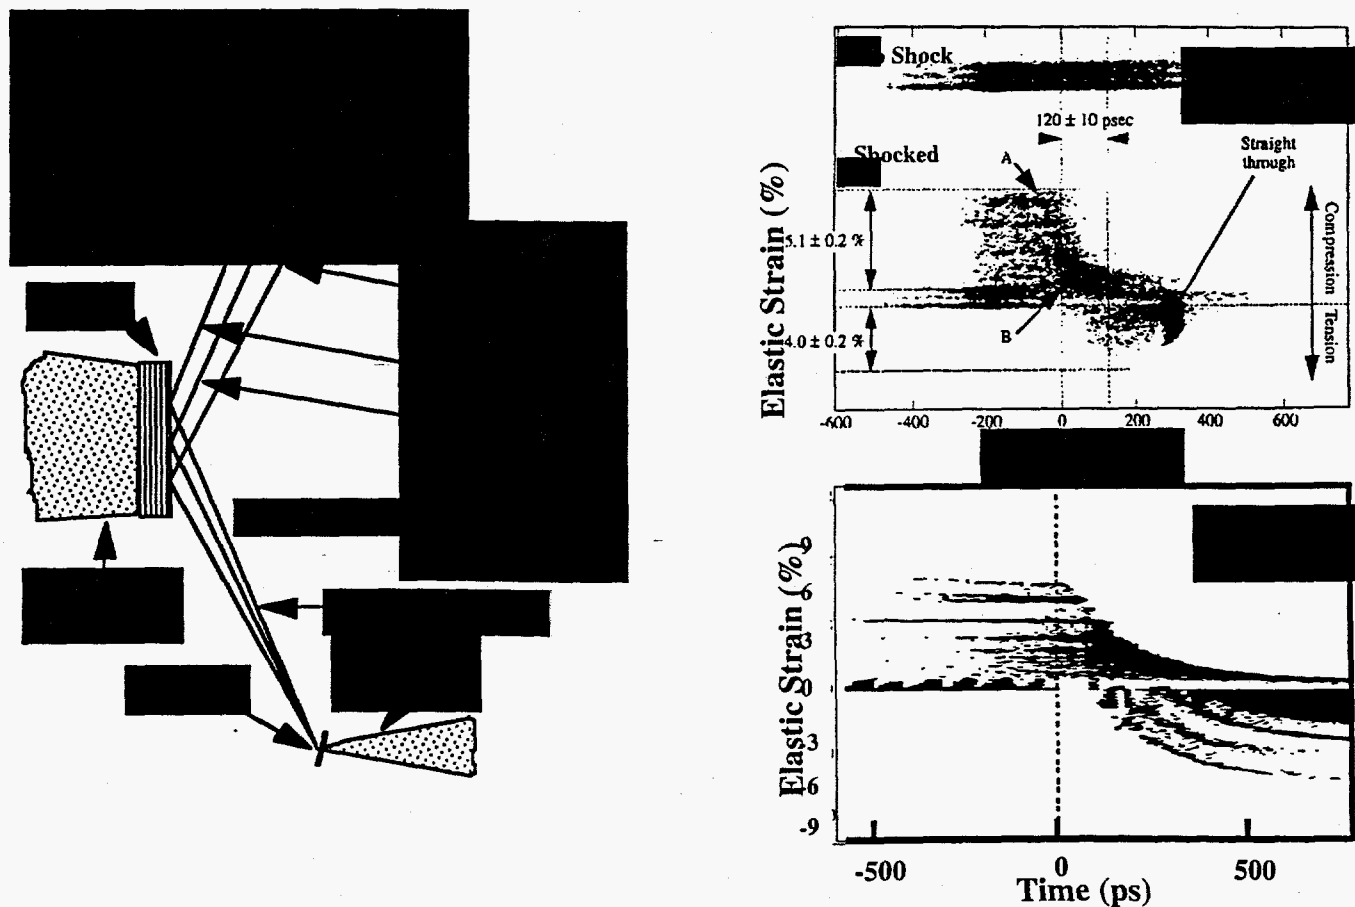 Shock
120 ± 10 psec
Shocked
A
Straight
through
Elastic Strain (%)
5.1 ± 0.2 %
4.0 ± 0.2 %
B
Compression
Tension
-600
-400
-200
0
200
400
600
Elastic Strain (%)
9
6
3
0
-3
-6
-9
-500
0
500
Time (ps)